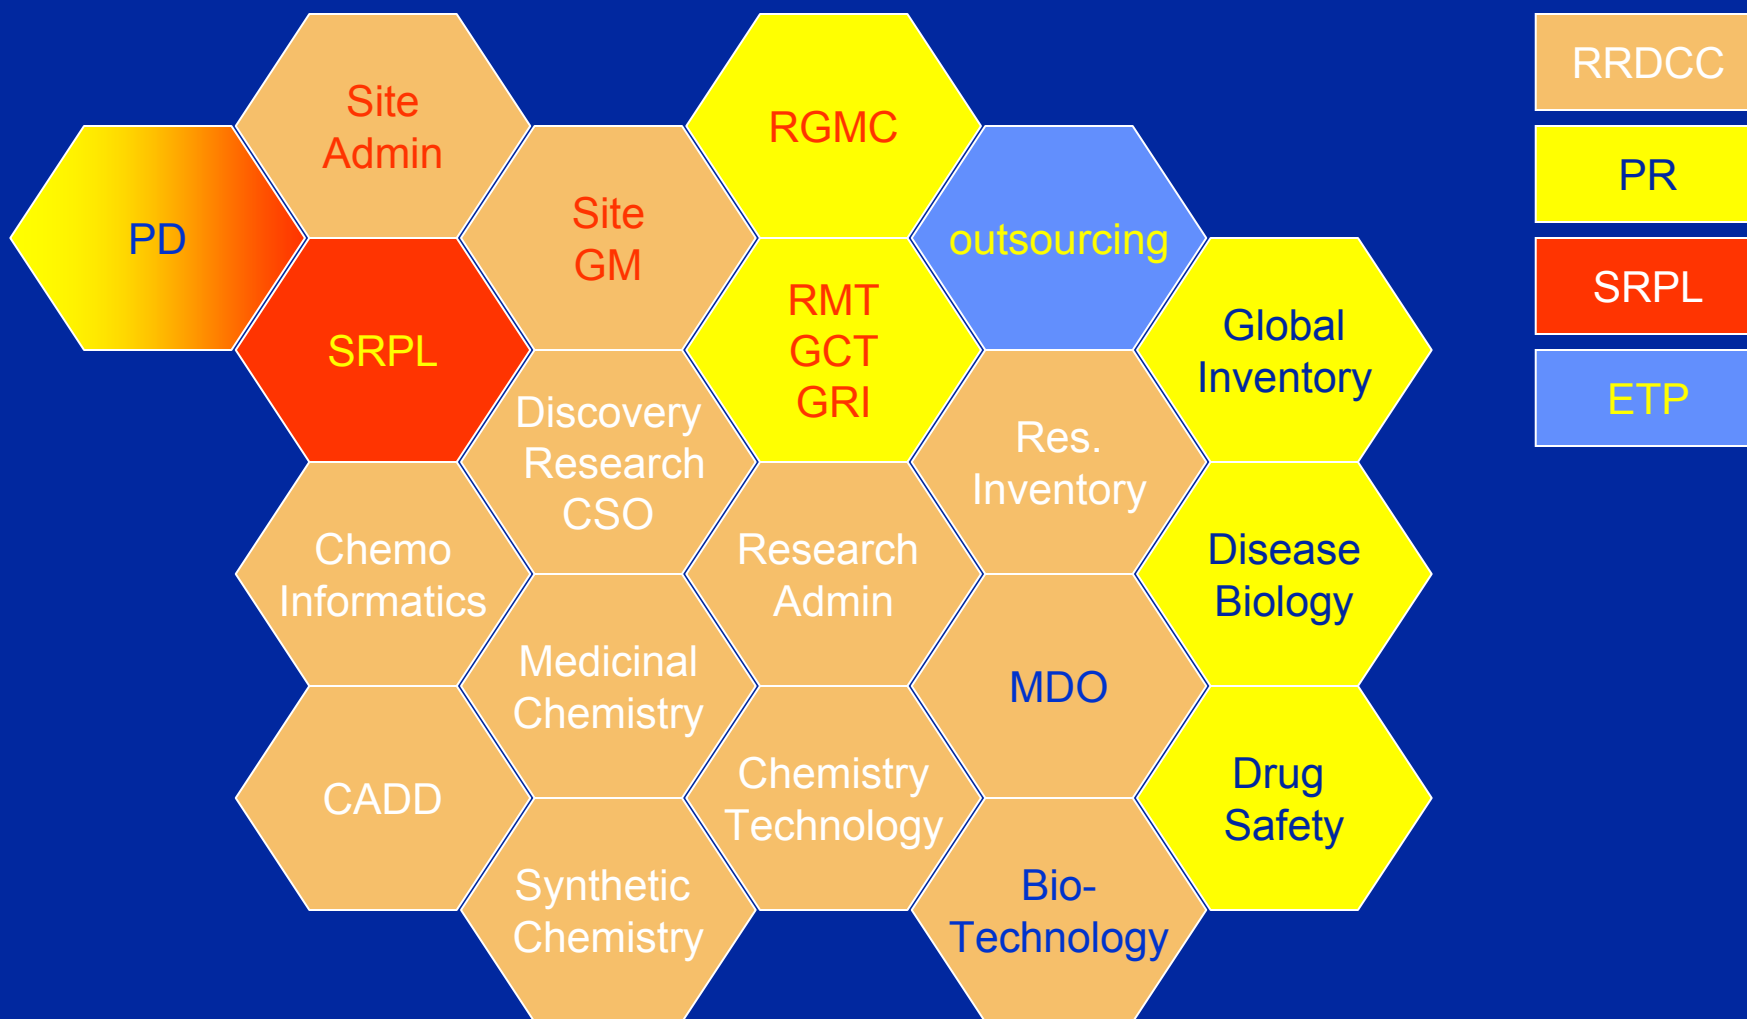 Site
Admin
RGMC
RRDCC
PD
Site
GM
outsourcing
PR
SRPL
RMT
GCT
GRI
Global
Inventory
SRPL
Discovery
Research
CSO
Res.
Inventory
ETP
Chemo
Informatics
Research
Admin
Disease
Biology
Medicinal
Chemistry
MDO
CADD
Chemistry
Technology
Drug
Safety
Synthetic
Chemistry
Bio-
Technology